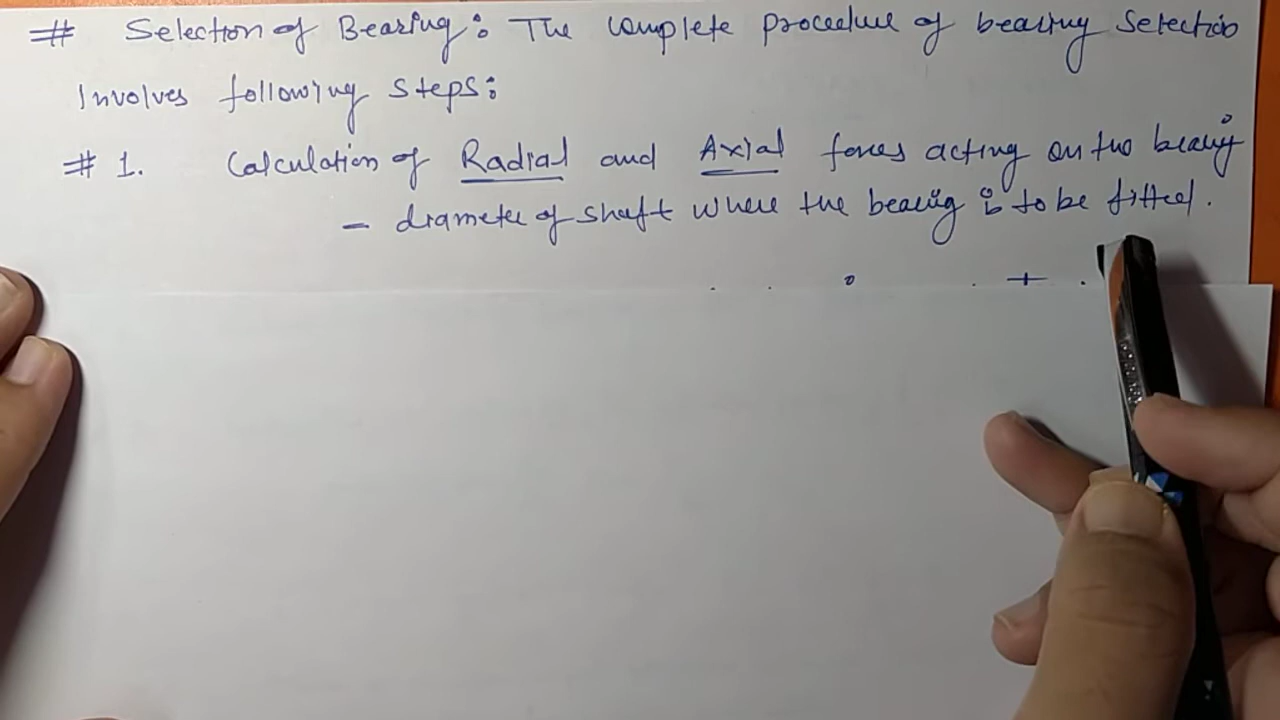 # Selection of Bearing: The complete procedure of bearing Selection
Involves following steps:
# 1. Calculation of Radial and Axial forces acting on the bearing
- diameter of shaft where the bearing is to be fitted.